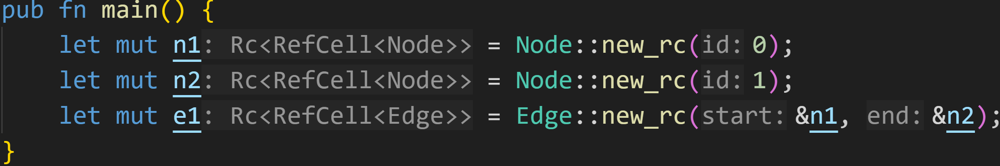 pub fn main() {
    let mut n1: Rc<RefCell<Node>> = Node::new_rc(id: 0);
    let mut n2: Rc<RefCell<Node>> = Node::new_rc(id: 1);
    let mut e1: Rc<RefCell<Edge>> = Edge::new_rc(start: &n1, end: &n2);
}